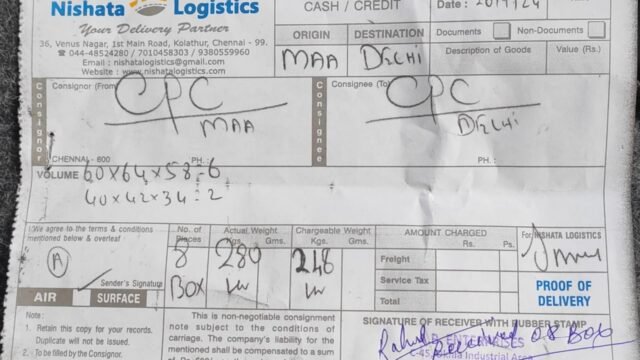 Nishata Logistics
Your Delivery Partner
36, Venus Nagar, 1st Main Road, Kolathur, Chennai - 99.
☎ 044-48524280 / 7010458303 / 9380559960
Email : nishatalogistics@gmail.com
Website : www.nishatalogistics.com
CASH / CREDIT
Date :
ORIGIN DESTINATION
MAA DELHI
Documents Non-Documents
Description of Goods Value (Rs.)
Consignor
Consignor (From)
CPC
MAA
CHENNAI - 600 PH. :
Consignee
Consignee (To)
CPC
DELHI
PH. :
VOLUME 60X64X58=6
40X42X34=2
I/We agree to the terms & conditions
mentioned below & overleaf
A
Sender's Signature
AIR SURFACE
No. of Pieces
8
BOX
Actual Weight
Kgs. Gms.
280
Chargeable Weight
Kgs. Gms.
248
AMOUNT CHARGED
Rs. Ps.
Freight
Service Tax
Total
For NISHATA LOGISTICS
PROOF OF
DELIVERY
Note :
1. Retain this copy for your records.
Duplicate will not be issued.
2. To be filled by the Consignor
This is non-negotiable consignment
note subject to the conditions of
carriage. The company's liability for
the mentioned shall be compensated to a
SIGNATURE OF RECEIVER WITH RUBBER STAMP
Received 08 Box
Industrial Area